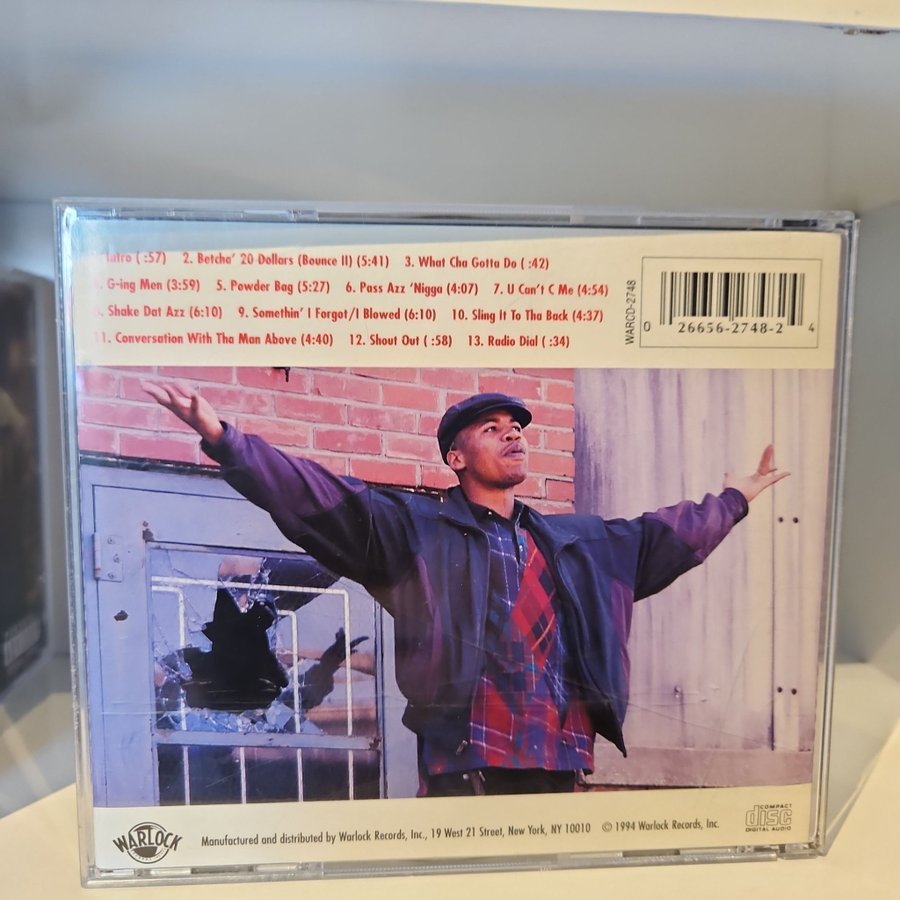 Intro ( :57) 2. Betcha' 20 Dollars (Bounce II) (5:41) 3. What Cha Gotta Do ( :42)
G-ing Men (3:59) 5. Powder Bag (5:27) 6. Pass Azz 'Nigga (4:07) 7. U Can't C Me (4:54)
Shake Dat Azz (6:10) 9. Somethin' I Forgot/I Blowed (6:10) 10. Sling It To Tha Back (4:37)
11. Conversation With Tha Man Above (4:40) 12. Shout Out ( :58) 13. Radio Dial ( :34)
WARCD-2748
0 26656-2748-2 4
WARLOCK
Manufactured and distributed by Warlock Records, Inc., 19 West 21 Street, New York, NY 10010 © 1994 Warlock Records, Inc.
COMPACT
disc
DIGITAL AUDIO